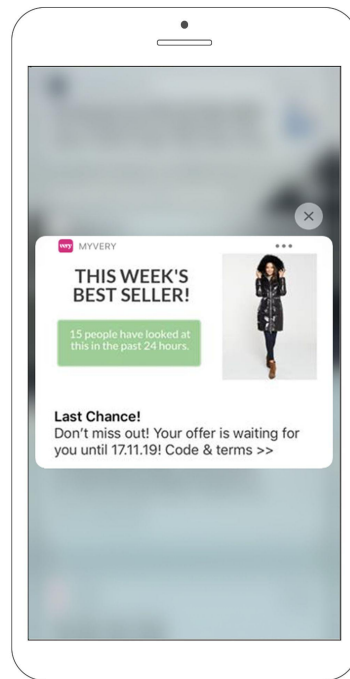 very MYVERY
THIS WEEK'S
BEST SELLER!
15 people have looked at
this in the past 24 hours.
Last Chance!
Don't miss out! Your offer is waiting for
you until 17.11.19! Code & terms >>